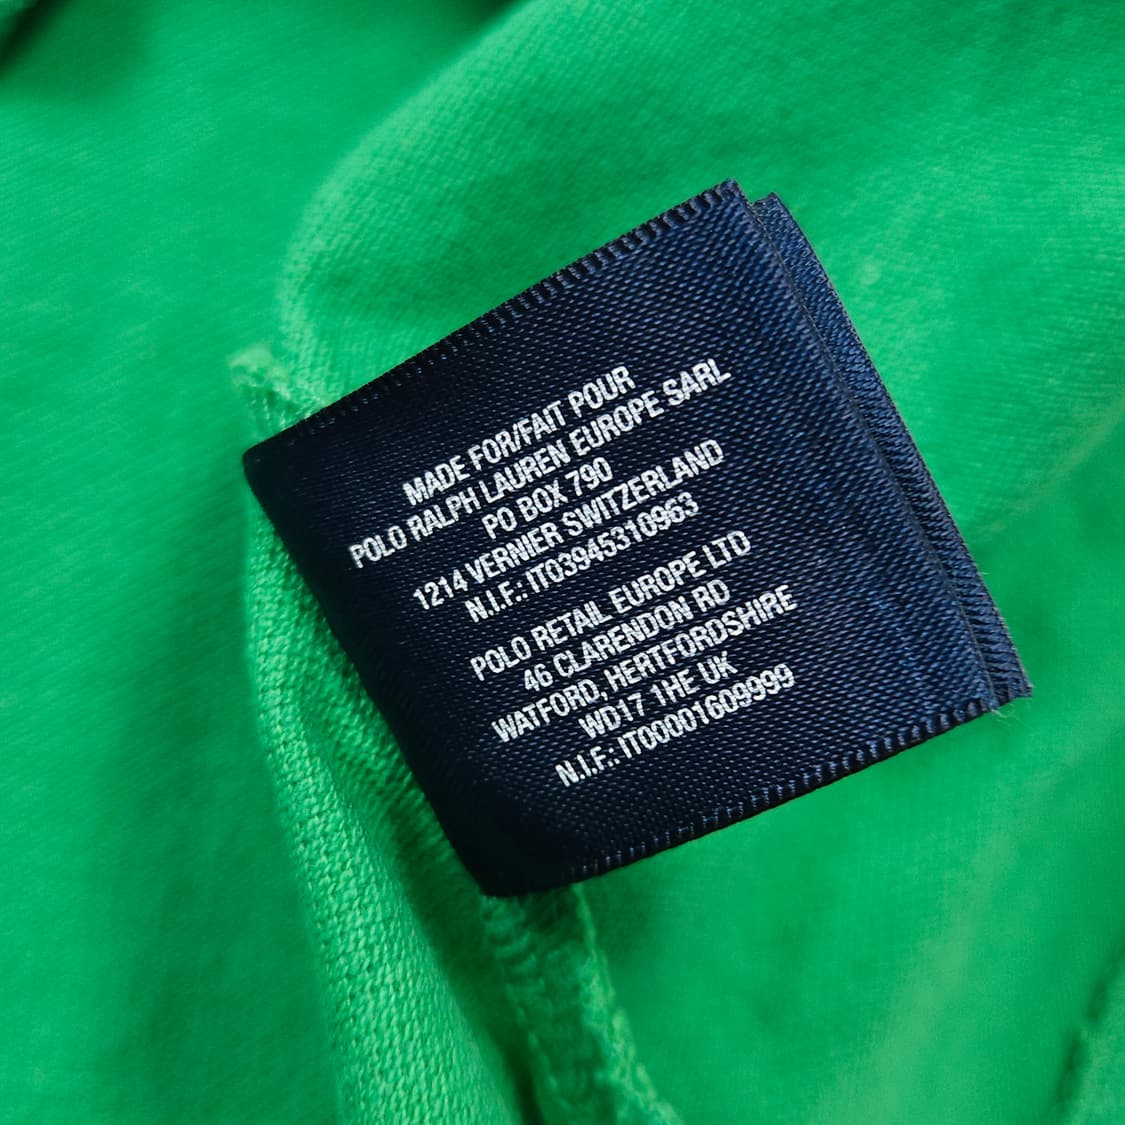 MADE FOR/FAIT POUR
POLO RALPH LAUREN EUROPE SARL
PO BOX 790
1214 VERNIER SWITZERLAND
N.I.F.: IT03945310963
POLO RETAIL EUROPE LTD
46 CLARENDON RD
WATFORD, HERTFORDSHIRE
WD17 1HE UK
N.I.F.: IT00001609999